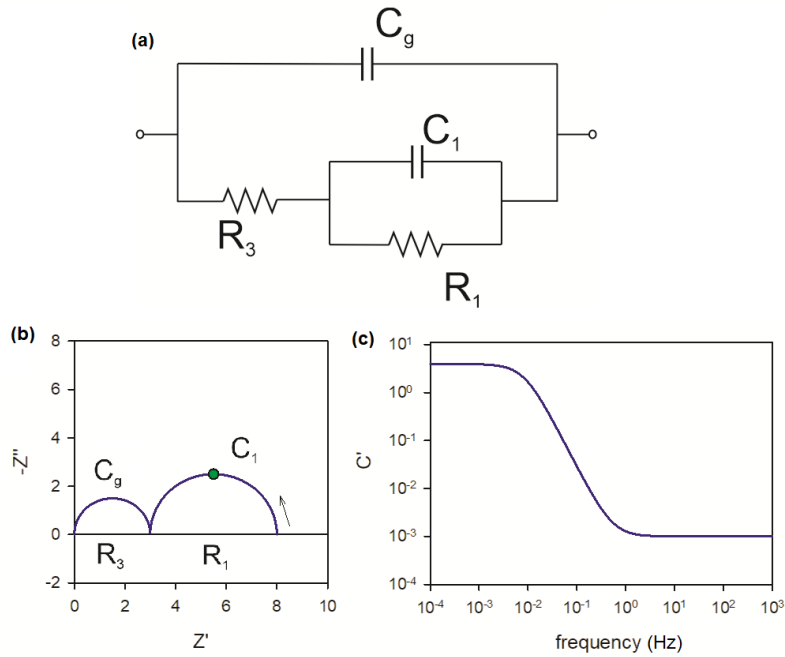 (a)
Cg
C1
R3
R1
(b)
8
6
4
2
0
-2
-Z''
Cg
C1
R3
R1
0 2 4 6 8 10
Z'
(c)
10^1
10^0
10^-1
10^-2
10^-3
10^-4
C'
10^-4 10^-3 10^-2 10^-1 10^0 10^1 10^2 10^3
frequency (Hz)